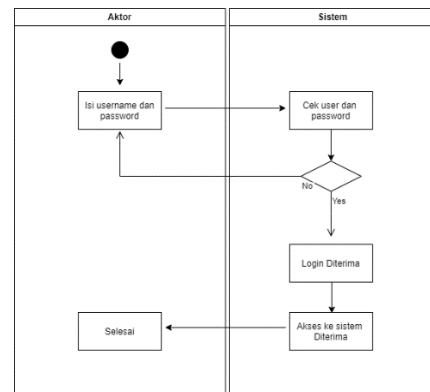 Aktor
Sistem
Isi username dan
password
Cek user dan
password
No
Yes
Login Diterima
Selesai
Akses ke sistem
Diterima